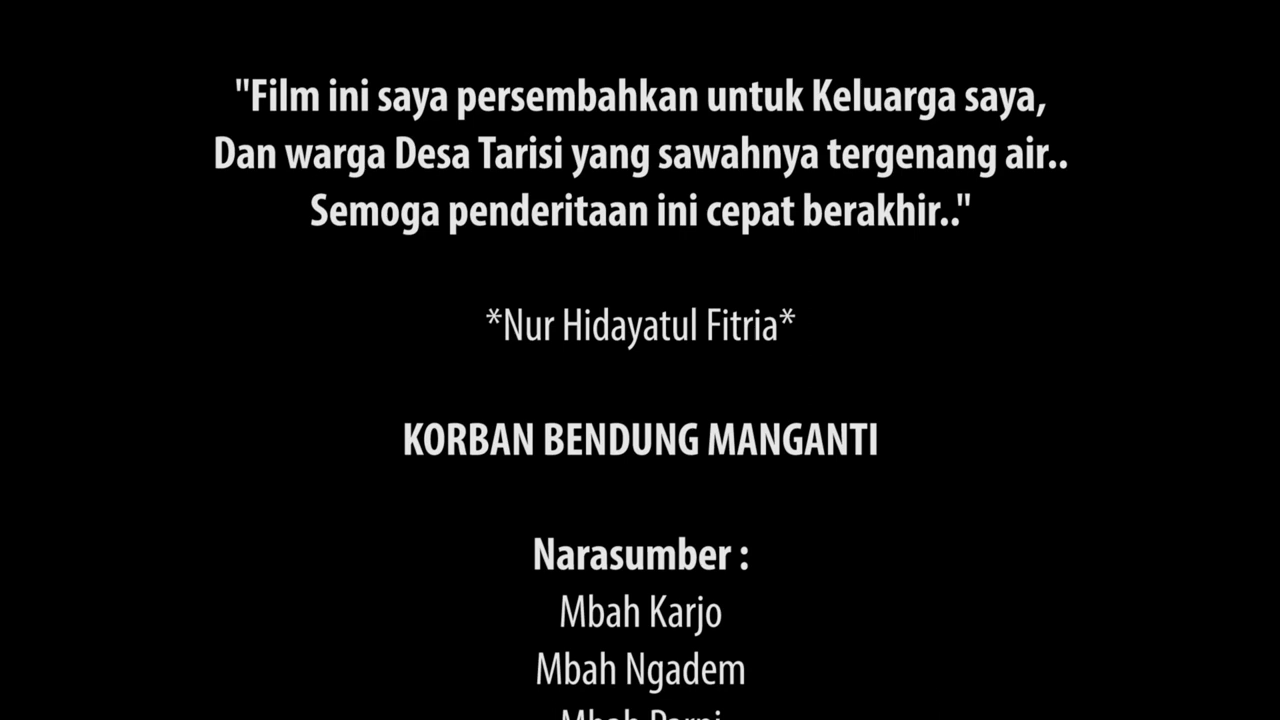 "Film ini saya persembahkan untuk Keluarga saya,
Dan warga Desa Tarisi yang sawahnya tergenang air..
Semoga penderitaan ini cepat berakhir.."
*Nur Hidayatul Fitria*
KORBAN BENDUNG MANGANTI
Narasumber :
Mbah Karjo
Mbah Ngadem
Mbah